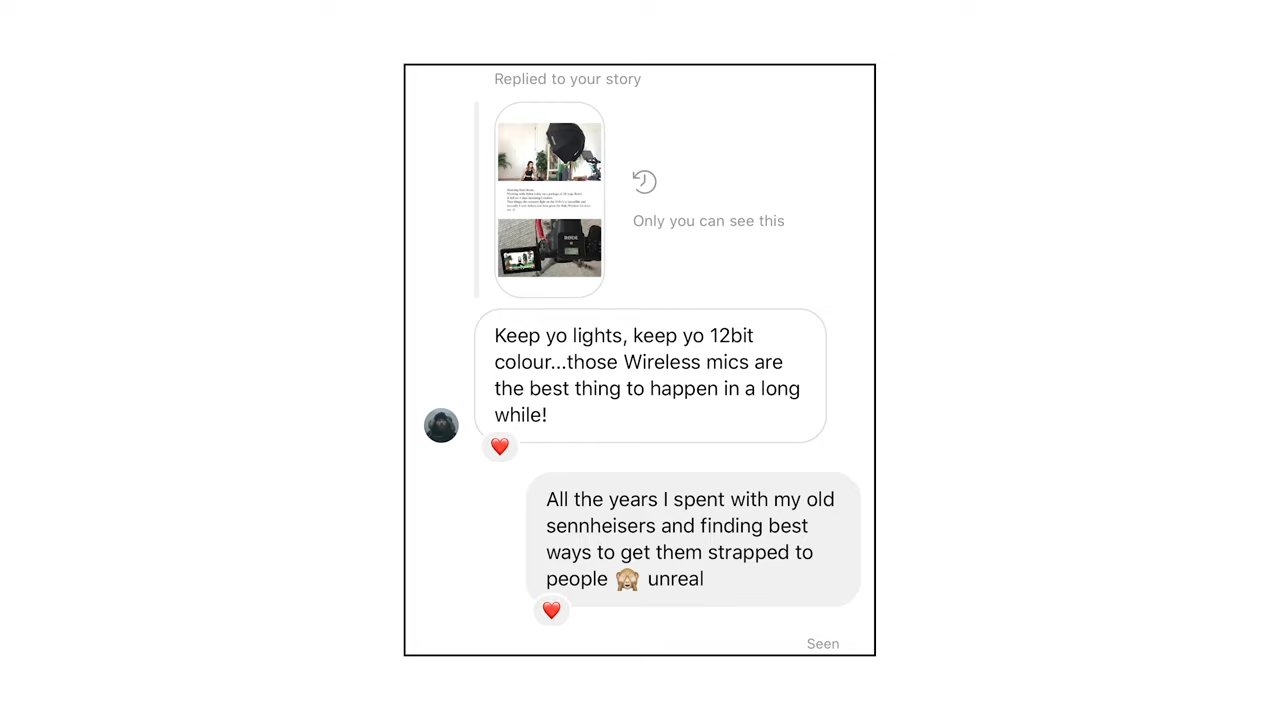 Replied to your story
RØDE
Only you can see this
Keep yo lights, keep yo 12bit
colour...those Wireless mics are
the best thing to happen in a long
while!
❤️
All the years I spent with my old
sennheisers and finding best
ways to get them strapped to
people 🙈 unreal
❤️
Seen